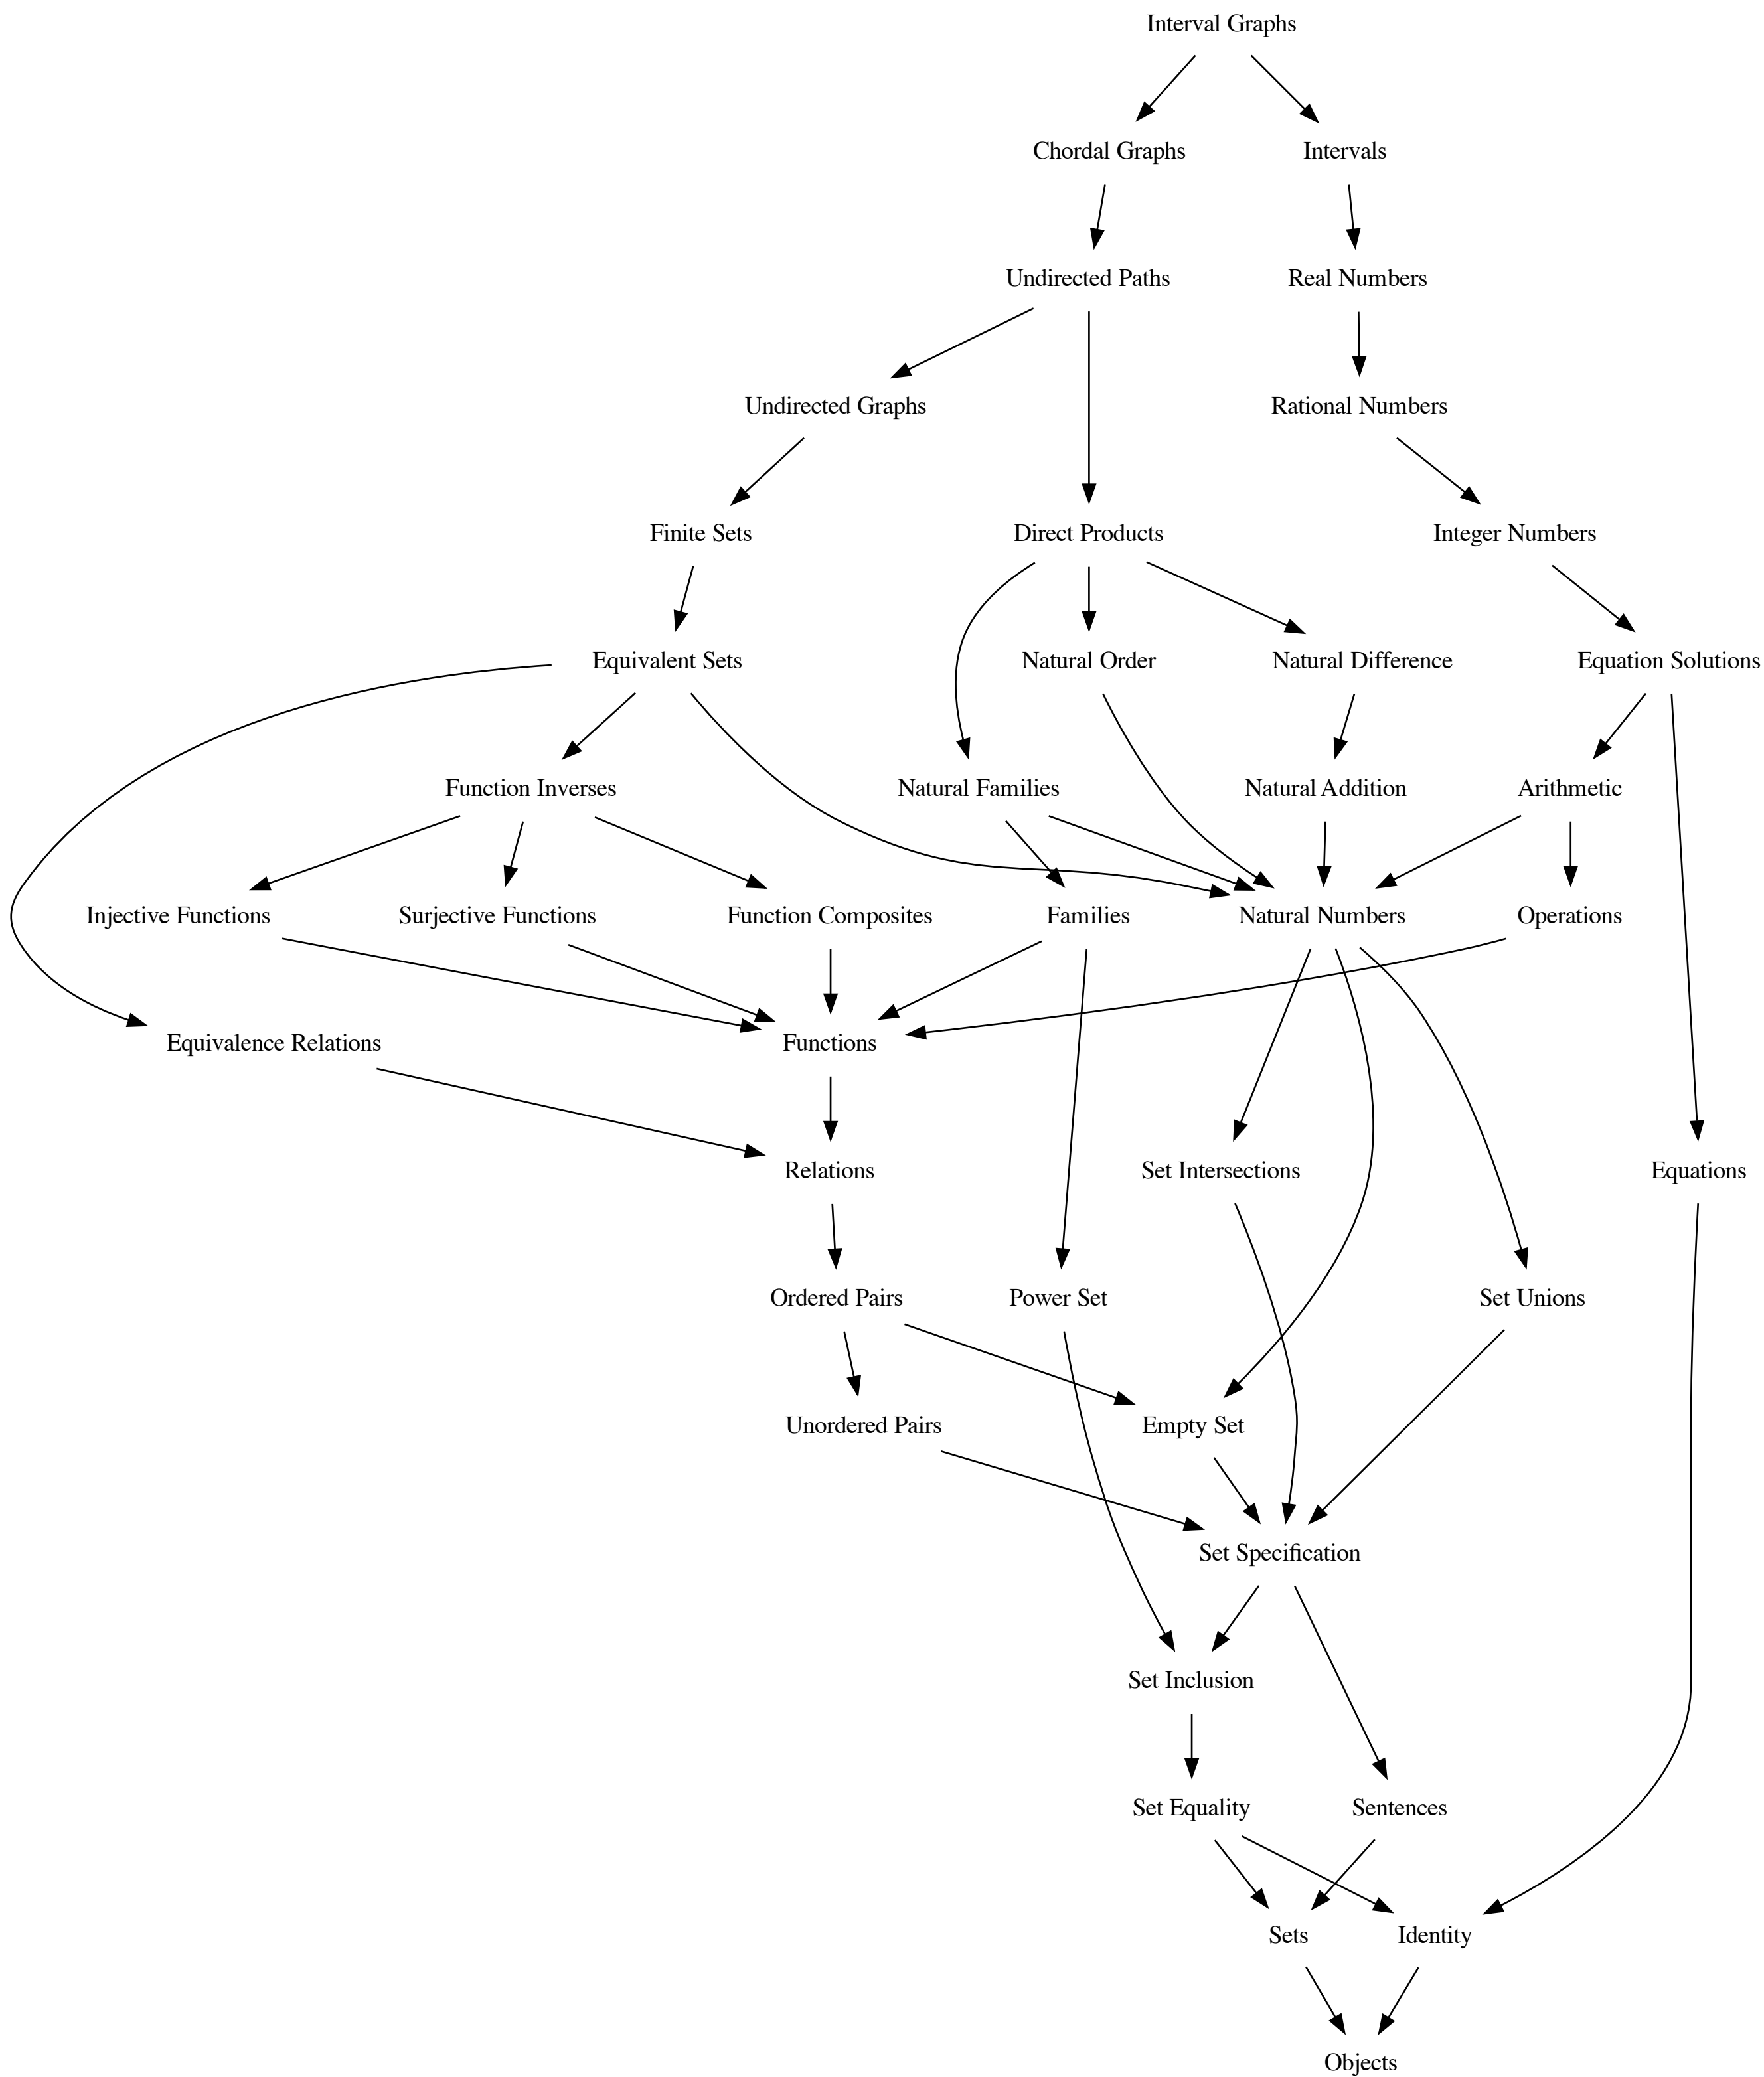 Interval Graphs
Chordal Graphs
Intervals
Undirected Paths
Real Numbers
Undirected Graphs
Rational Numbers
Finite Sets
Direct Products
Integer Numbers
Equivalent Sets
Natural Order
Natural Difference
Equation Solutions
Function Inverses
Natural Families
Natural Addition
Arithmetic
Injective Functions
Surjective Functions
Function Composites
Families
Natural Numbers
Operations
Equivalence Relations
Functions
Relations
Set Intersections
Equations
Ordered Pairs
Power Set
Set Unions
Unordered Pairs
Empty Set
Set Specification
Set Inclusion
Set Equality
Sentences
Sets
Identity
Objects